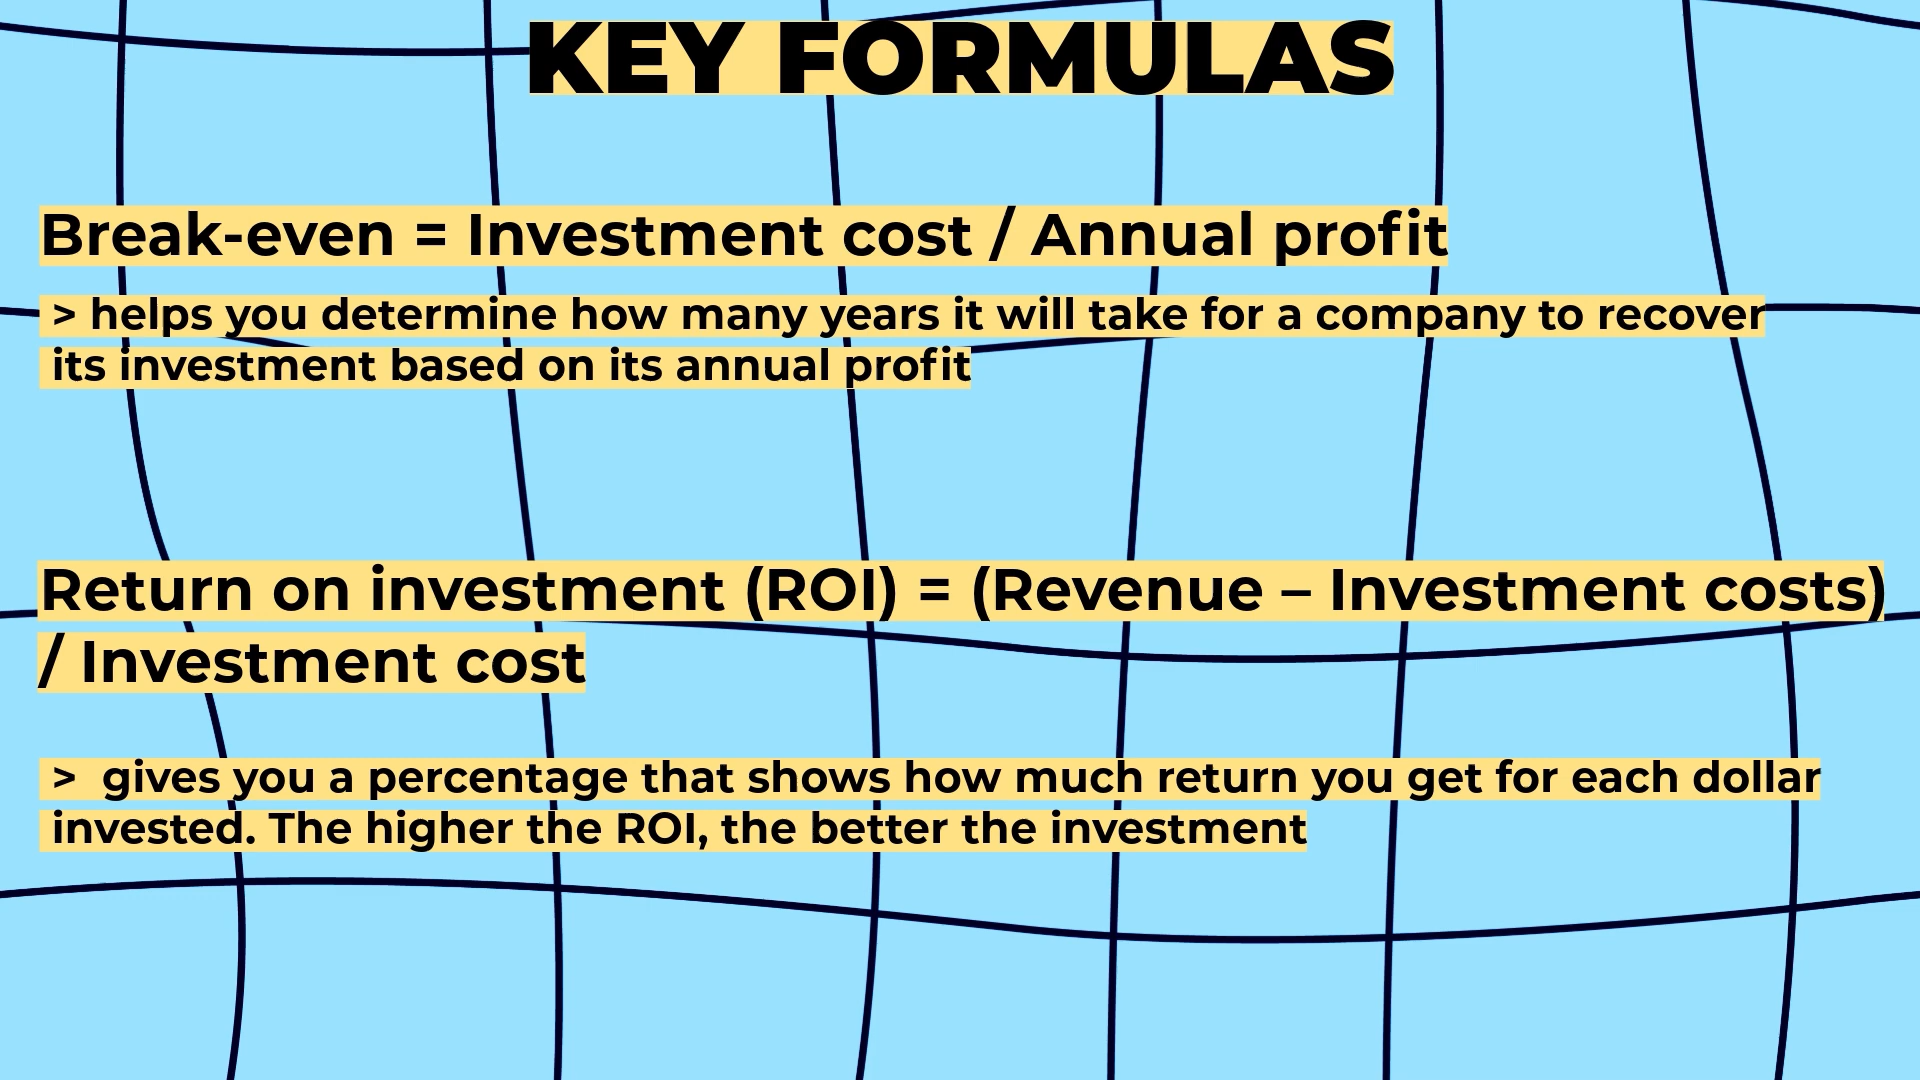 KEY FORMULAS
Break-even = Investment cost / Annual profit
> helps you determine how many years it will take for a company to recover
its investment based on its annual profit
Return on investment (ROI) = (Revenue – Investment costs)
/ Investment cost
> gives you a percentage that shows how much return you get for each dollar
invested. The higher the ROI, the better the investment